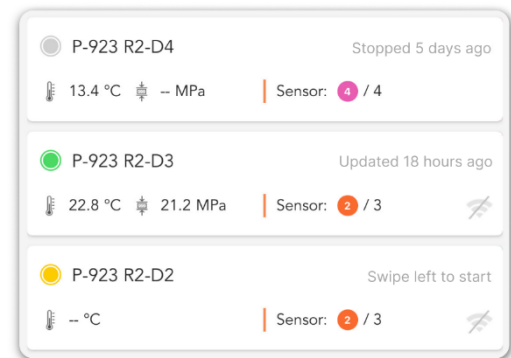 P-923 R2-D4 Stopped 5 days ago
13.4 °C -- MPa Sensor: 4 / 4
P-923 R2-D3 Updated 18 hours ago
22.8 °C 21.2 MPa Sensor: 2 / 3
P-923 R2-D2 Swipe left to start
-- °C Sensor: 2 / 3